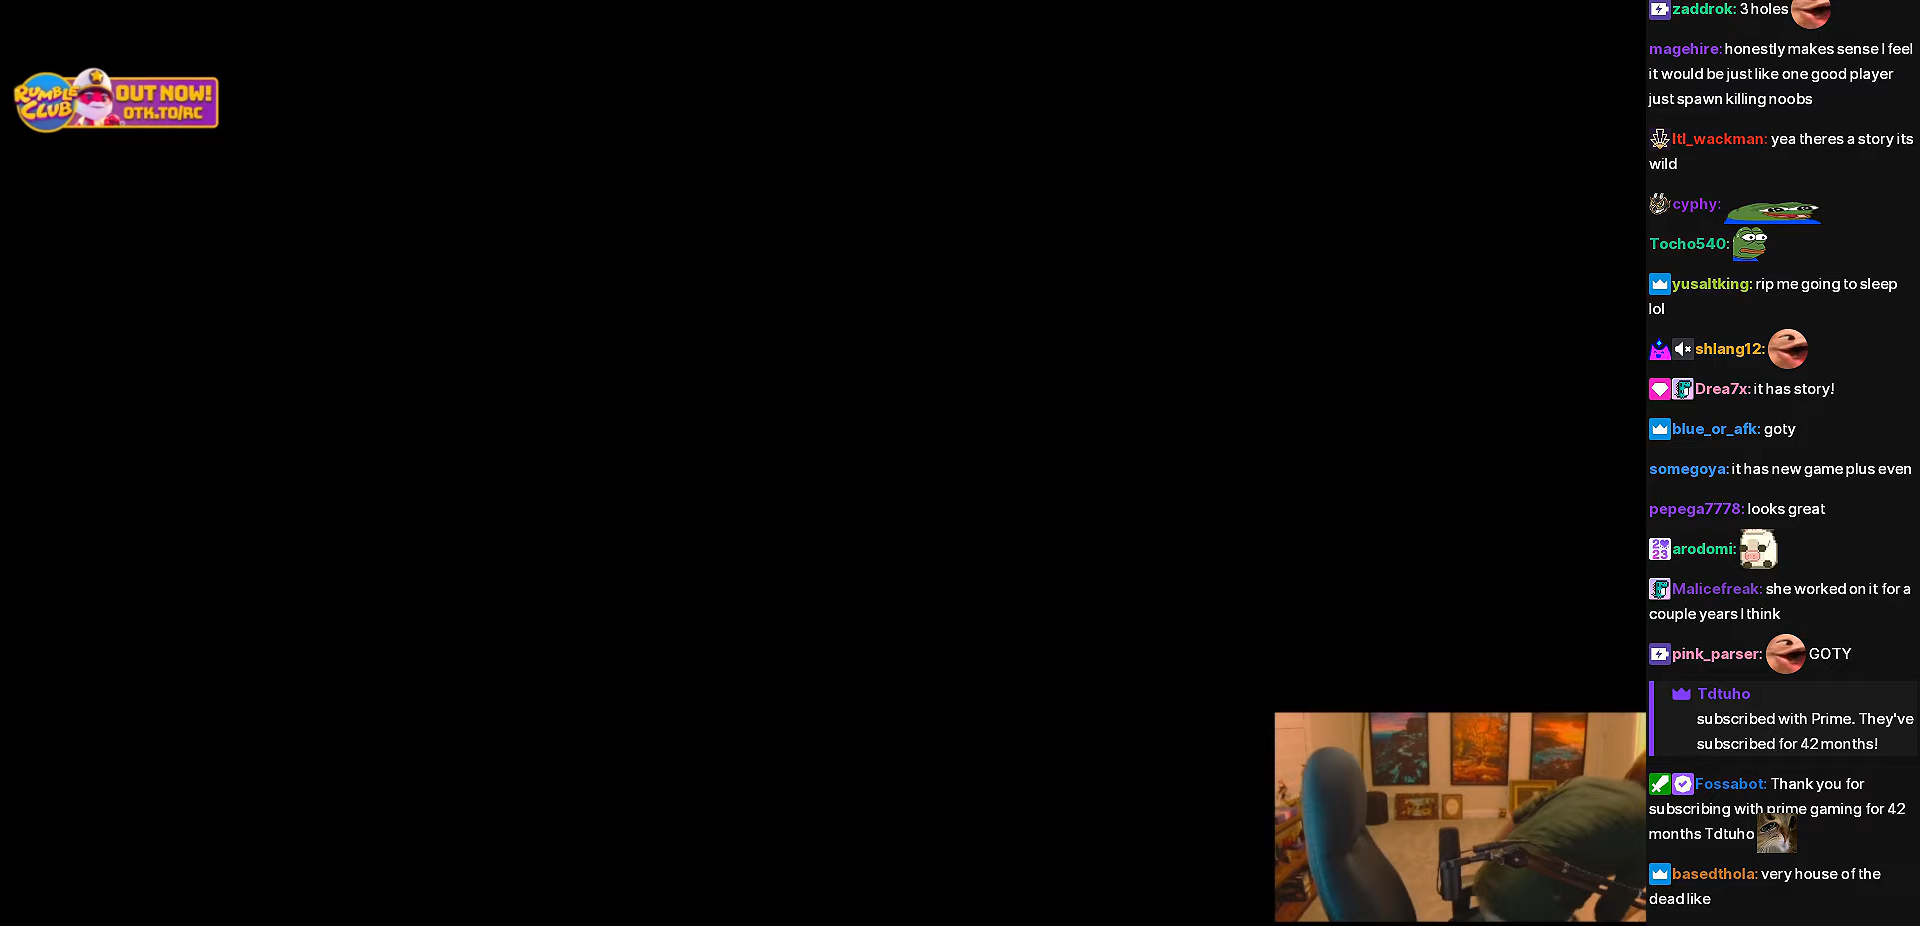 RUMBLE
CLUB
OUT NOW!
OTK.TO/RC
zaddrok: 3 holes
magehire: honestly makes sense I feel
it would be just like one good player
just spawn killing noobs
ltl_wackman: yea theres a story its
wild
cyphy:
Tocho540:
yusaltking: rip me going to sleep
lol
shlang12:
Drea7x: it has story!
blue_or_afk: goty
somegoya: it has new game plus even
pepega7778: looks great
2023
arodomi:
Malicefreak: she worked on it for a
couple years I think
pink_parser: GOTY
Tdtuho
subscribed with Prime. They've
subscribed for 42 months!
Fossabot: Thank you for
subscribing with prime gaming for 42
months Tdtuho
basedthola: very house of the
dead like